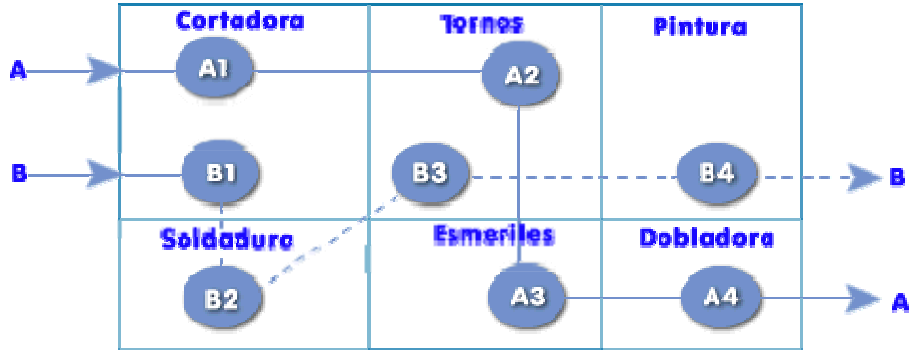 Cortadora Tornos Pintura
A A1 A2
B B1 B3 B4 B
Soldadura Esmeriles Dobladora
B2 A3 A4 A